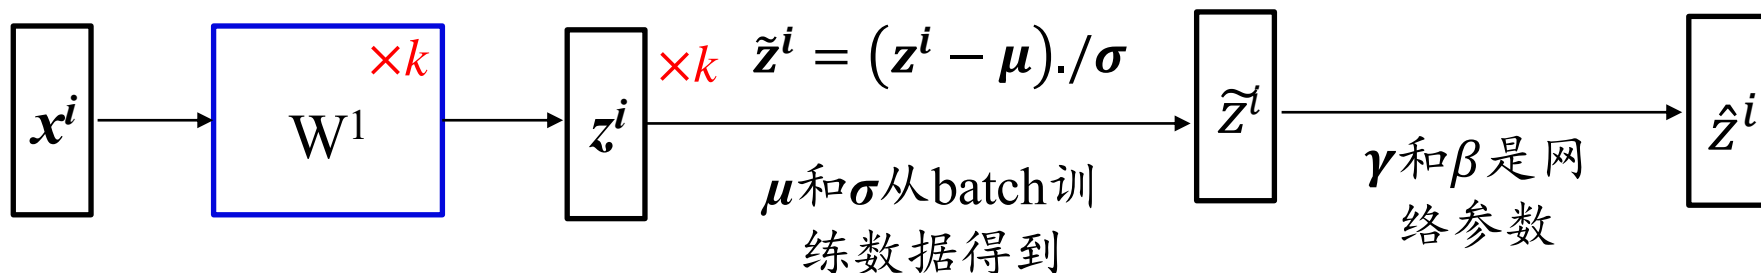 xⁱ
×k
W¹
zⁱ
×k
z̃ⁱ = (zⁱ − μ)./σ
μ和σ从batch训
练数据得到
z̃ⁱ
γ和β是网
络参数
ẑⁱ